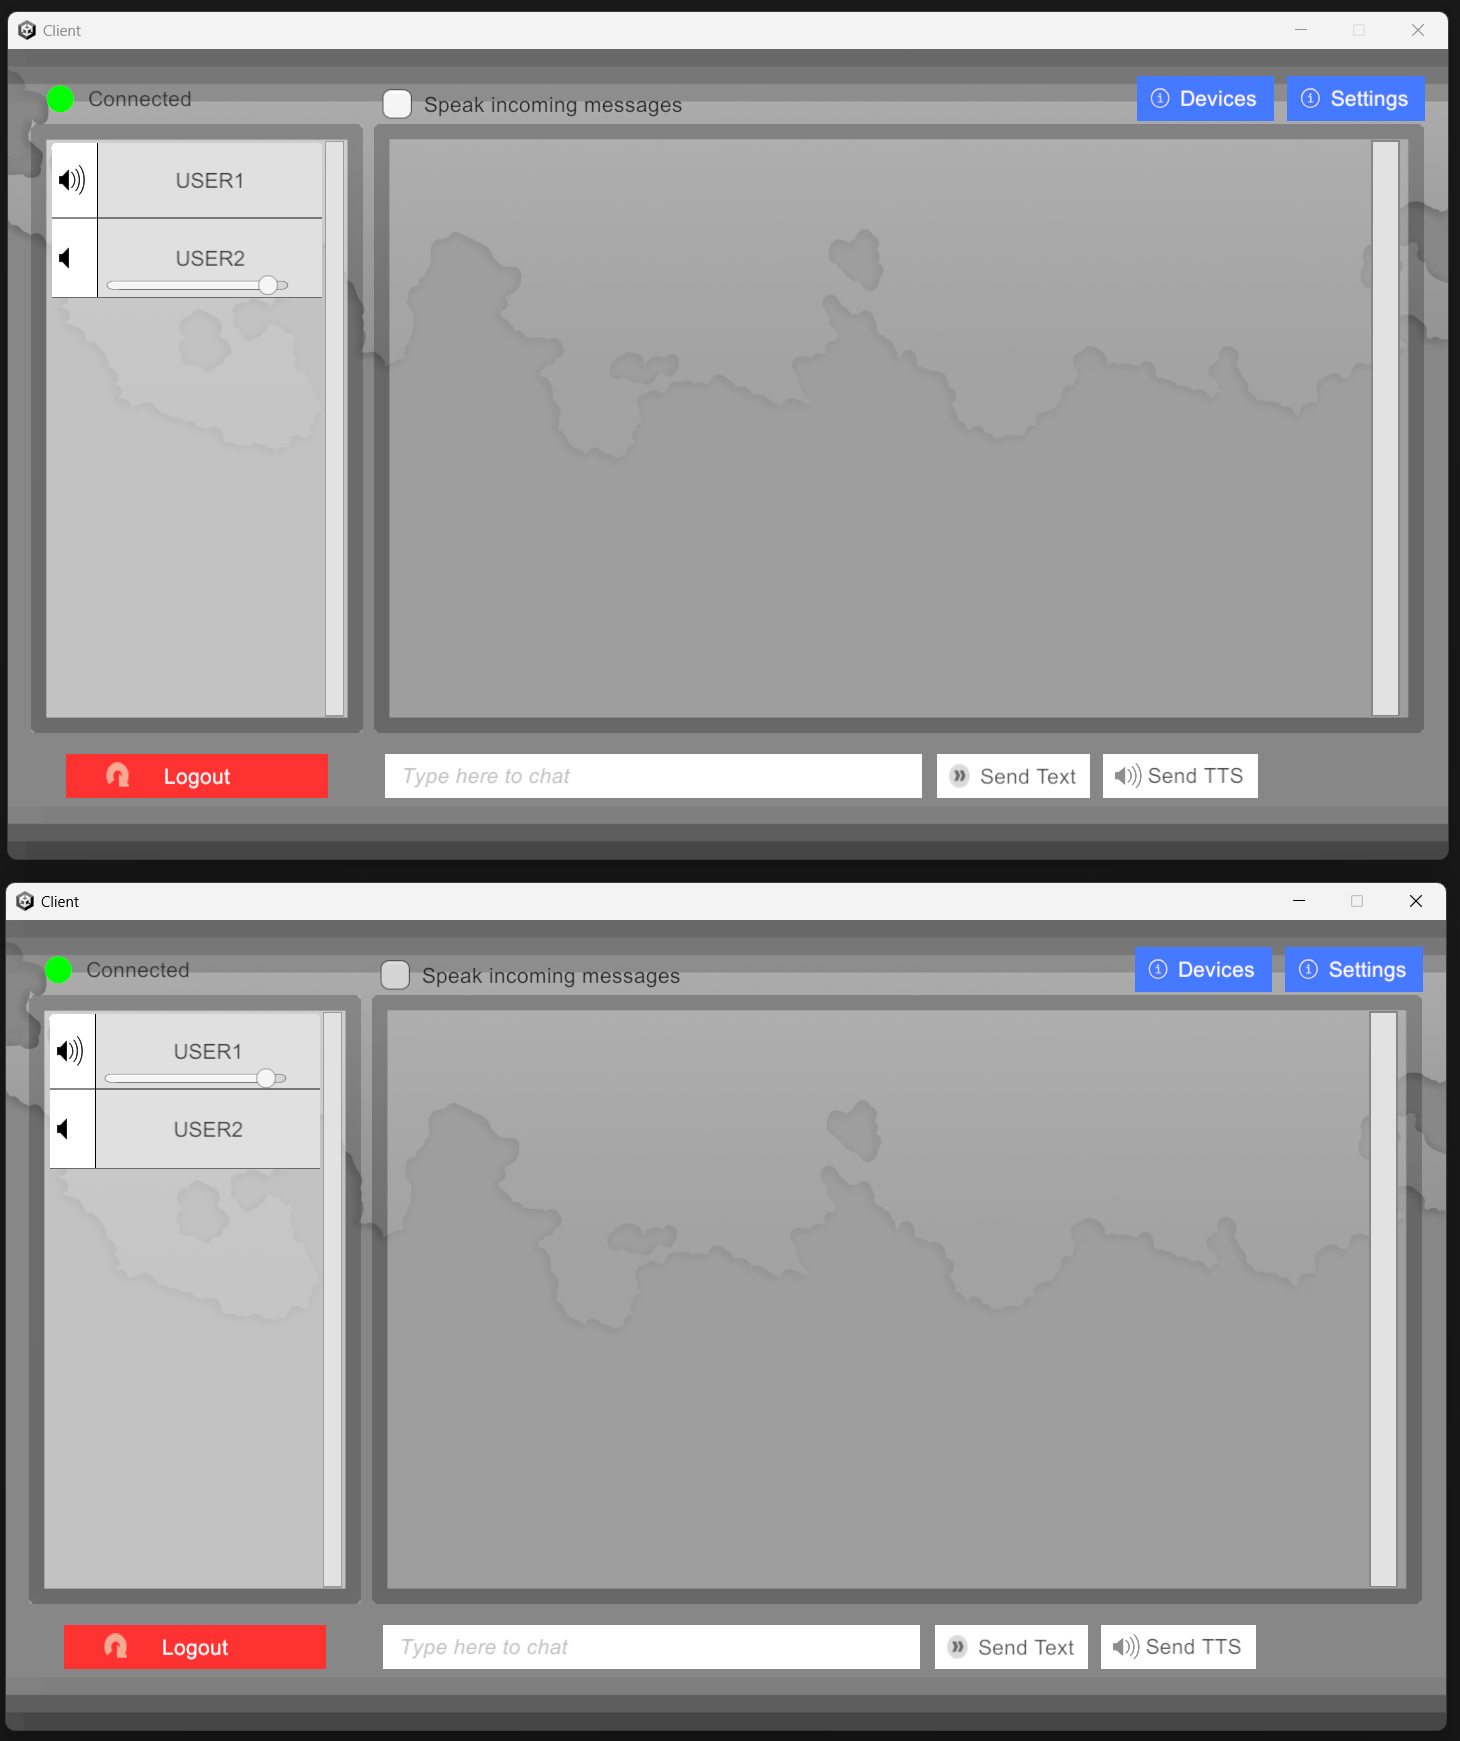 Client
Connected
Speak incoming messages
Devices
Settings
USER1
USER2
Logout
Type here to chat
Send Text
Send TTS
Client
Connected
Speak incoming messages
Devices
Settings
USER1
USER2
Logout
Type here to chat
Send Text
Send TTS